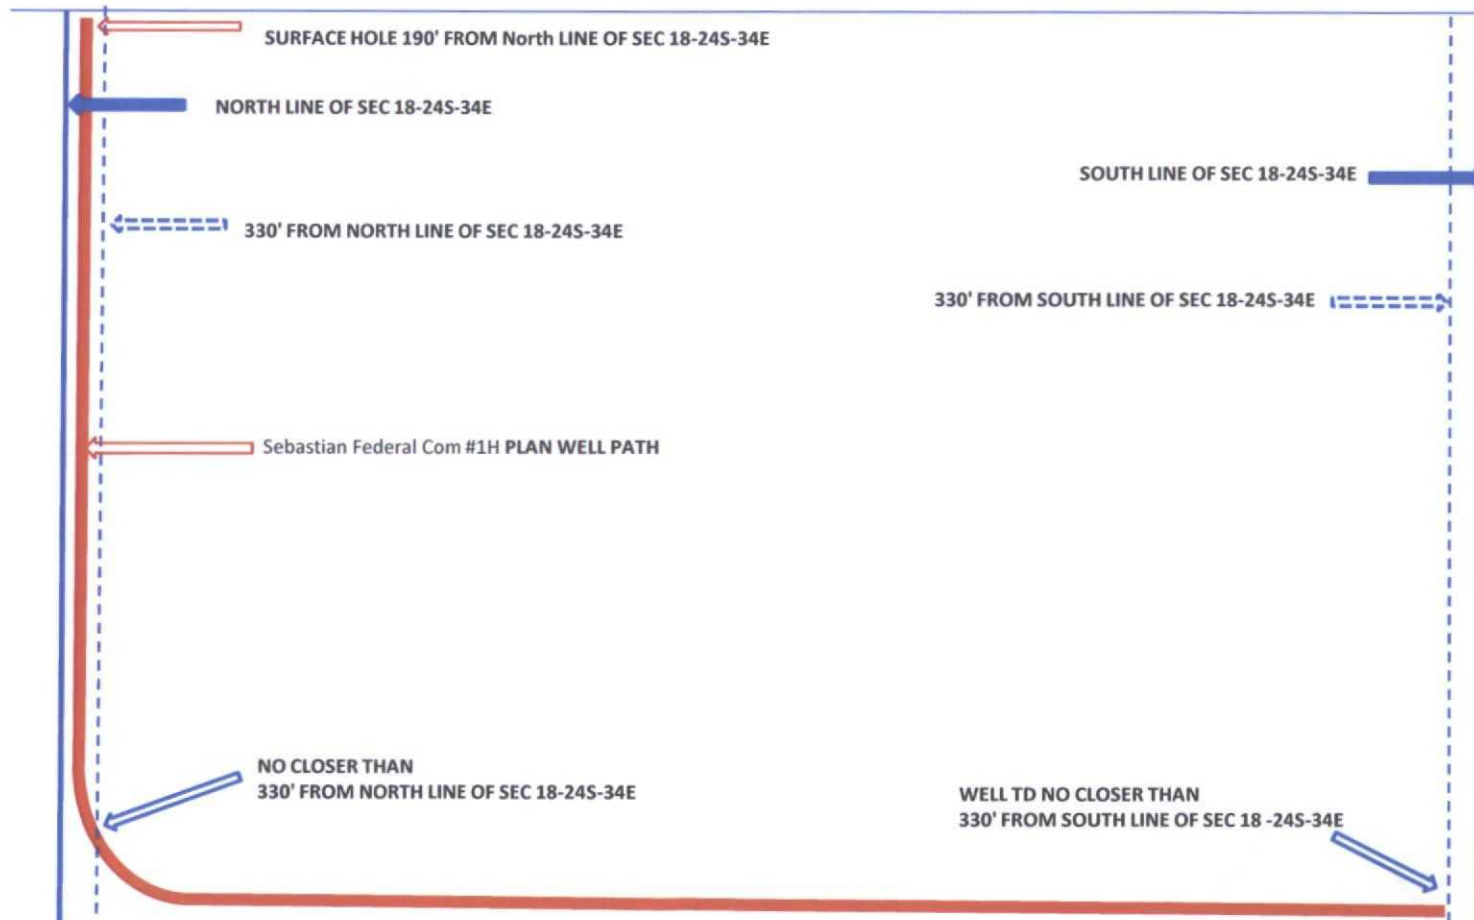 SURFACE HOLE 190' FROM North LINE OF SEC 18-24S-34E
NORTH LINE OF SEC 18-24S-34E
SOUTH LINE OF SEC 18-24S-34E
330' FROM NORTH LINE OF SEC 18-24S-34E
330' FROM SOUTH LINE OF SEC 18-24S-34E
Sebastian Federal Com #1H PLAN WELL PATH
NO CLOSER THAN
330' FROM NORTH LINE OF SEC 18-24S-34E
WELL TD NO CLOSER THAN
330' FROM SOUTH LINE OF SEC 18 -24S-34E